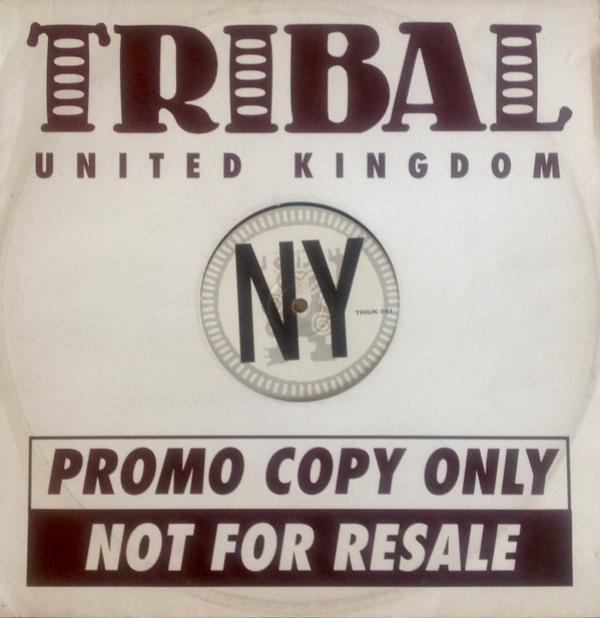 TRIBAL
UNITED KINGDOM
NY
PROMO COPY ONLY
NOT FOR RESALE